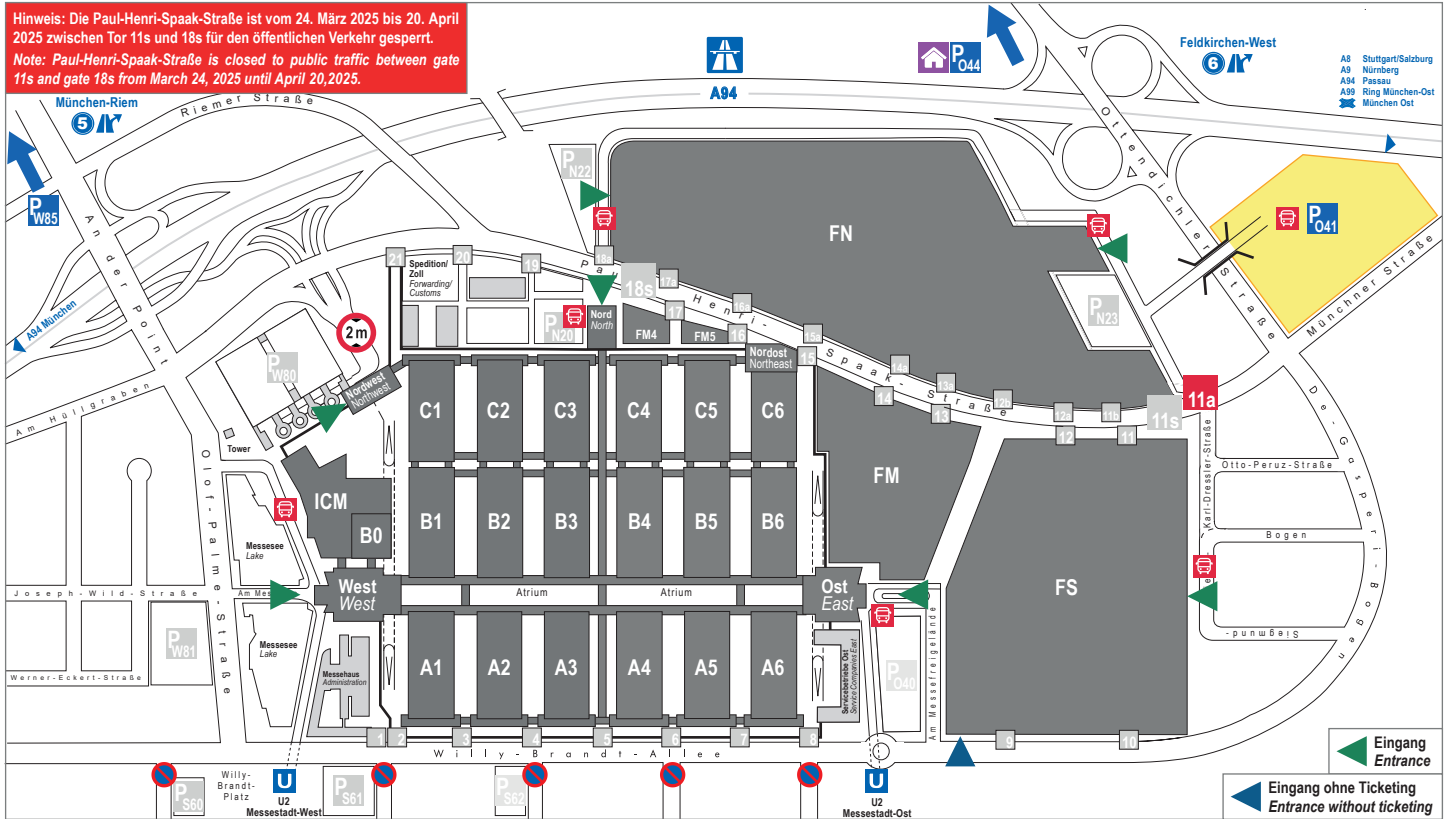 Hinweis: Die Paul-Henri-Spaak-Straße ist vom 24. März 2025 bis 20. April
2025 zwischen Tor 11s und 18s für den öffentlichen Verkehr gesperrt.
Note: Paul-Henri-Spaak-Straße is closed to public traffic between gate
11s and gate 18s from March 24, 2025 until April 20,2025.
A94
P O44
Feldkirchen-West
6
A8 Stuttgart/Salzburg
A9 Nürnberg
A94 Passau
A99 Ring München-Ost
München Ost
München-Riem
5
Riemer Straße
P W85
An der Point
A94 München
Ottendichler Straße
P N22
FN
P O41
Münchner Straße
P N23
21
20
19
18a
18s
17a
17
16a
16
15a
15
14a
14
13a
13
12b
12a
12
11b
11
11s
11a
Spedition/
Zoll
Forwarding/
Customs
Paul-Henri-Spaak-Straße
P N20
Nord
North
FM4
FM5
Nordost
Northeast
2 m
P W80
Nordwest
Northwest
Am Hüllgraben
Tower
C1
C2
C3
C4
C5
C6
FM
De-Gasperi-Bogen
Karl-Dressler-Straße
Otto-Peruz-Straße
Bogen
Siegmund-
Olof-Palme-Straße
ICM
B0
B1
B2
B3
B4
B5
B6
Messesee
Lake
West
West
Atrium
Atrium
Ost
East
FS
Joseph-Wild-Straße
Am Mes
Messesee
Lake
P W81
Werner-Eckert-Straße
Messehaus
Administration
A1
A2
A3
A4
A5
A6
Servicebetriebe Ost
Service Companies East
P O40
Am Messefreigelände
1
2
3
4
5
6
7
8
9
10
Willy-Brandt-Allee
P S60
Willy-
Brandt-
Platz
U
U2
Messestadt-West
P S61
P S62
U
U2
Messestadt-Ost
Eingang
Entrance
Eingang ohne Ticketing
Entrance without ticketing